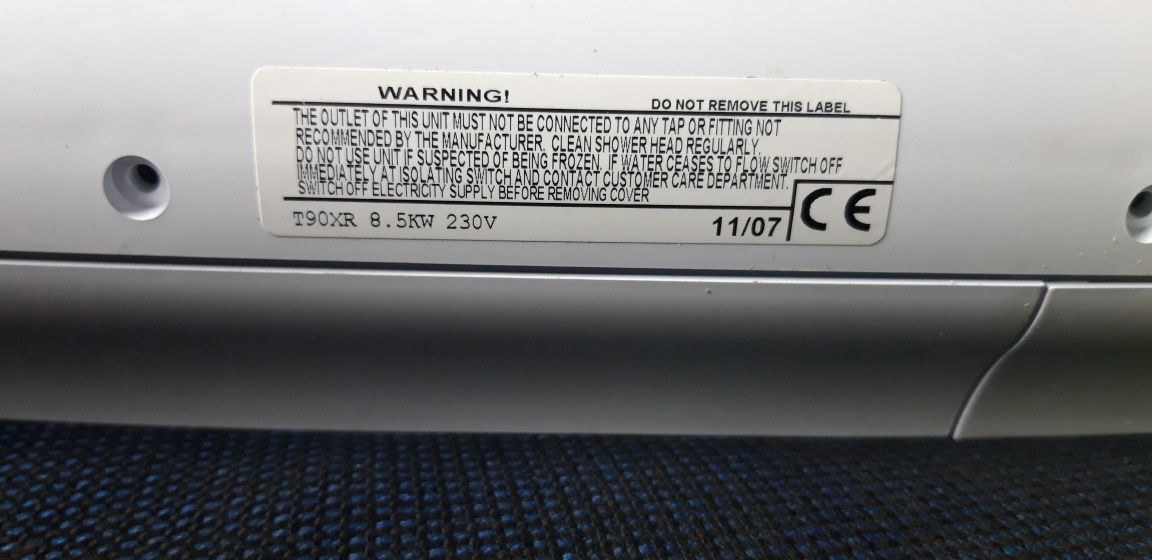 WARNING!
DO NOT REMOVE THIS LABEL
THE OUTLET OF THIS UNIT MUST NOT BE CONNECTED TO ANY TAP OR FITTING NOT
RECOMMENDED BY THE MANUFACTURER. CLEAN SHOWER HEAD REGULARLY.
DO NOT USE UNIT IF SUSPECTED OF BEING FROZEN. IF WATER CEASES TO FLOW SWITCH OFF
IMMEDIATELY AT ISOLATING SWITCH AND CONTACT CUSTOMER CARE DEPARTMENT.
SWITCH OFF ELECTRICITY SUPPLY BEFORE REMOVING COVER
T90XR 8.5KW 230V
11/07
CE